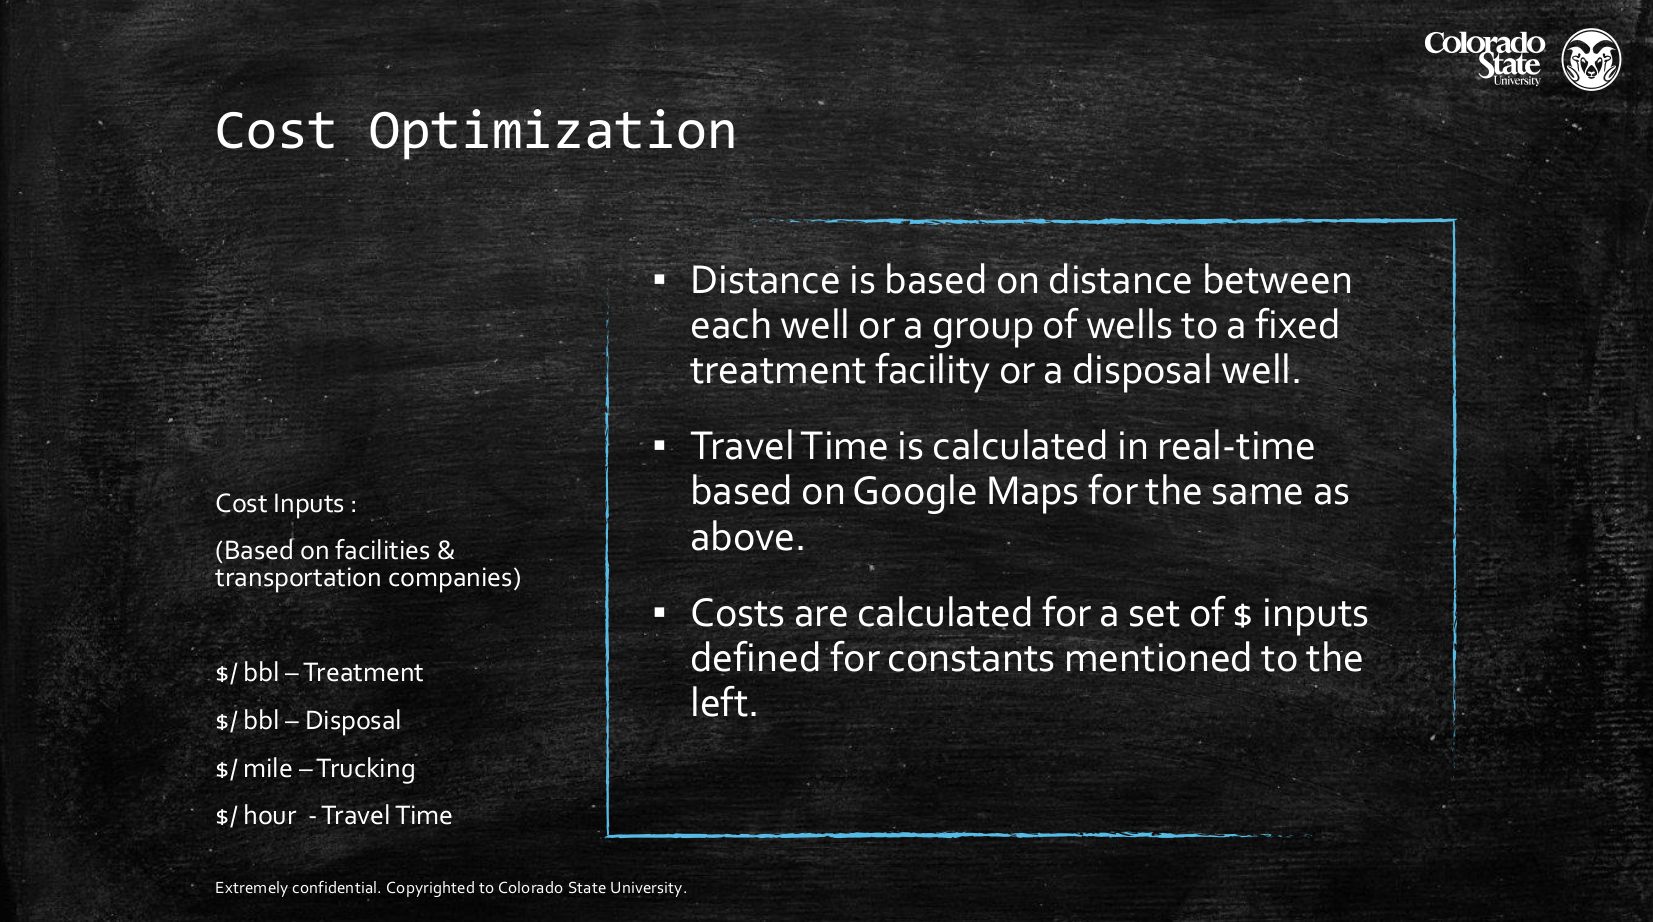 Colorado
State
University
Cost Optimization
Cost Inputs :
(Based on facilities &
transportation companies)
$/ bbl – Treatment
$/ bbl – Disposal
$/ mile – Trucking
$/ hour - Travel Time
▪ Distance is based on distance between
each well or a group of wells to a fixed
treatment facility or a disposal well.
▪ Travel Time is calculated in real-time
based on Google Maps for the same as
above.
▪ Costs are calculated for a set of $ inputs
defined for constants mentioned to the
left.
Extremely confidential. Copyrighted to Colorado State University.